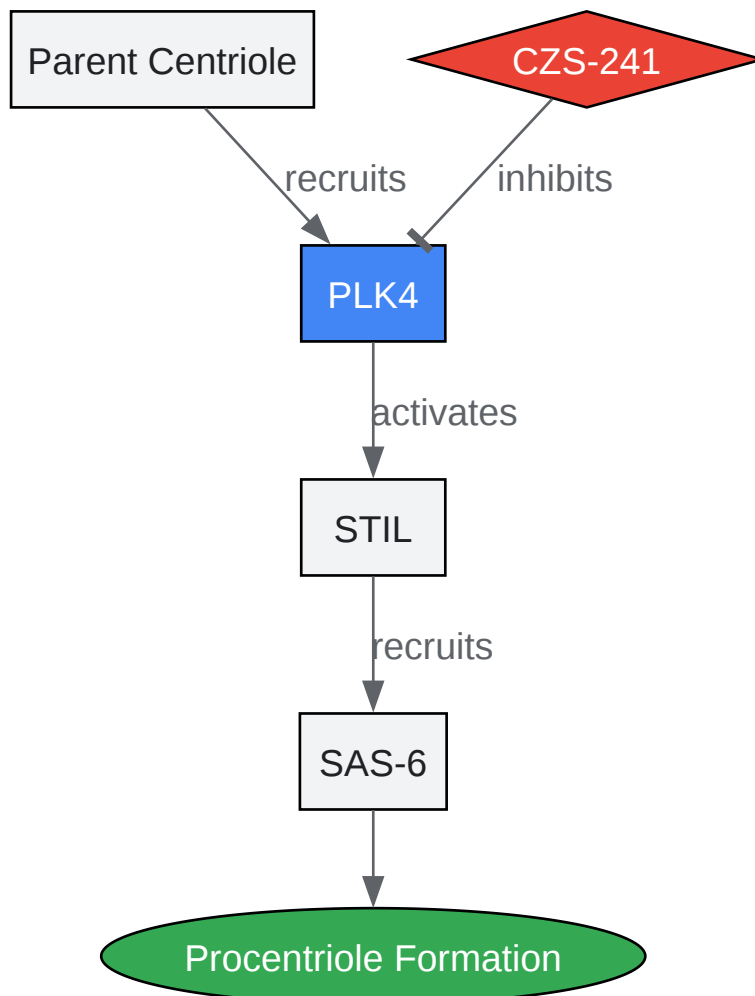 Parent Centriole
CZS-241
recruits
inhibits
PLK4
activates
STIL
recruits
SAS-6
Procentriole Formation